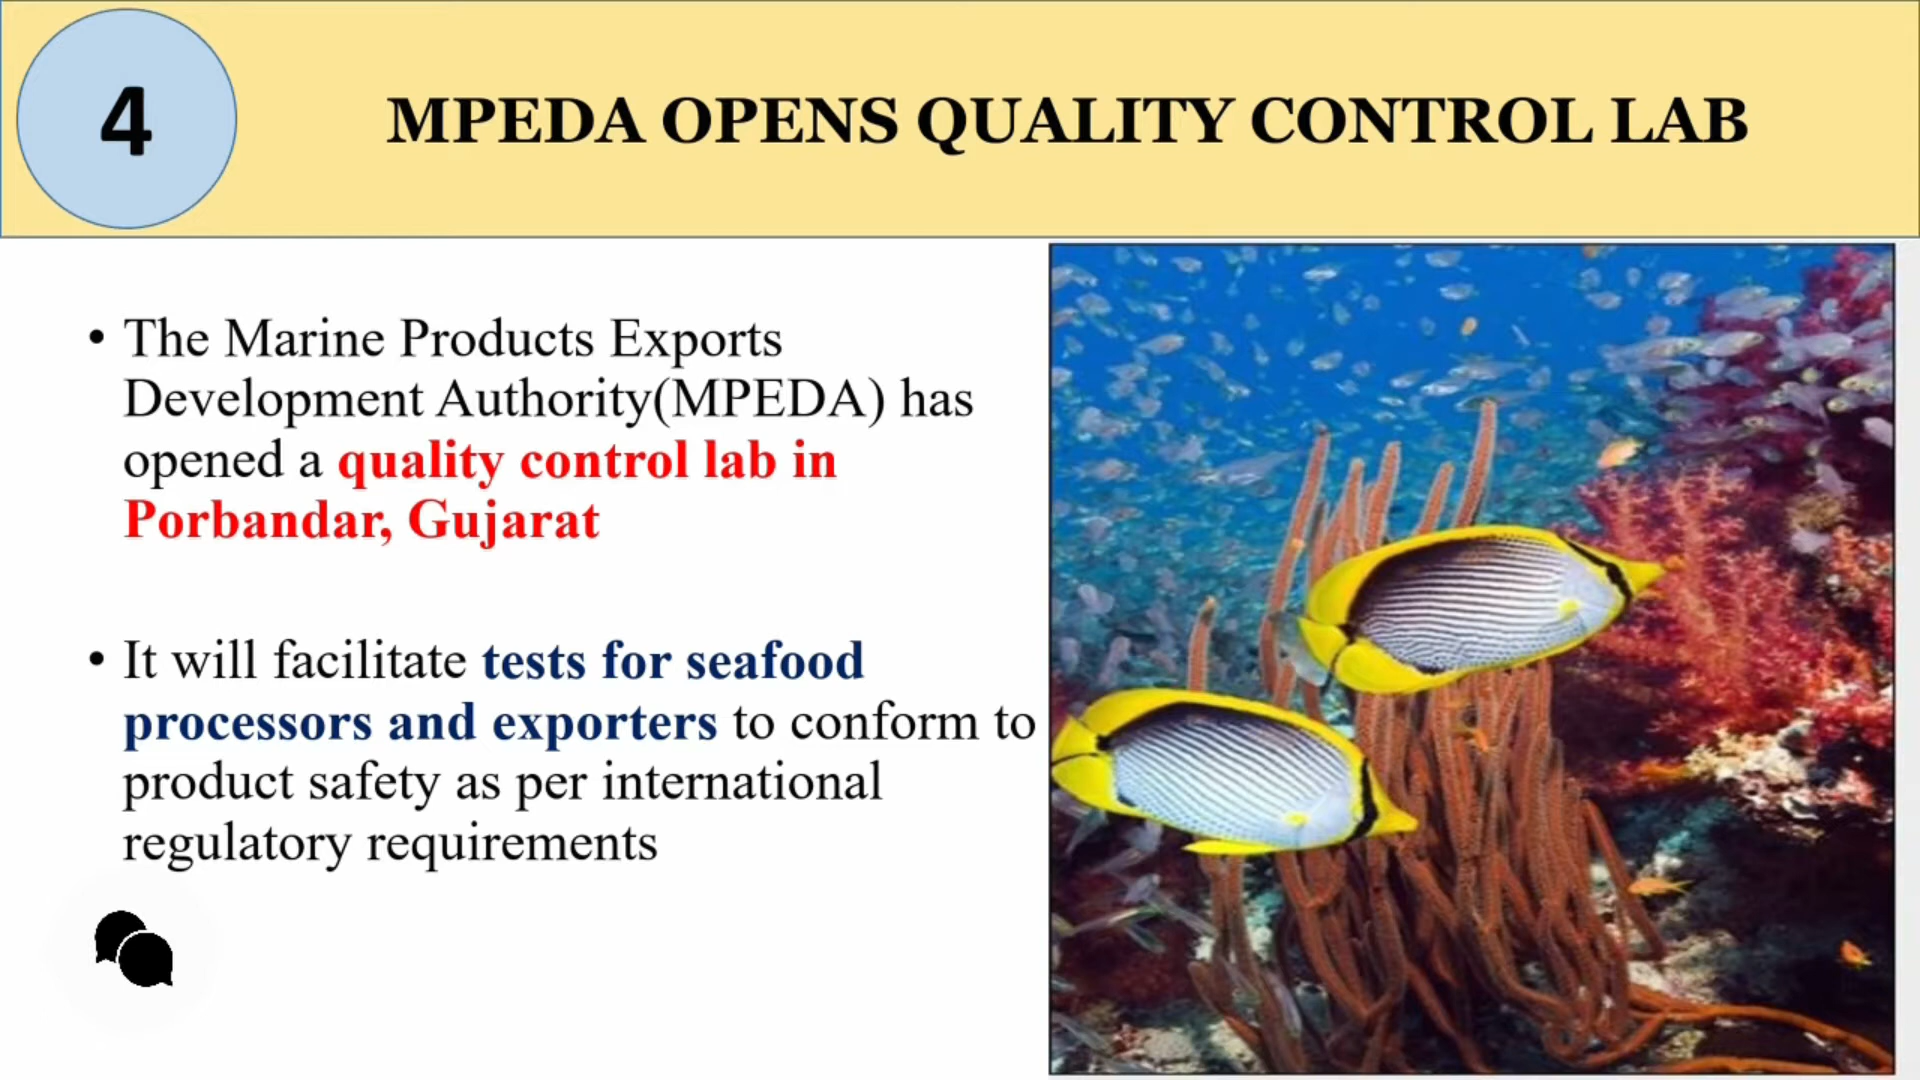 4
MPEDA OPENS QUALITY CONTROL LAB
• The Marine Products Exports
Development Authority(MPEDA) has
opened a quality control lab in
Porbandar, Gujarat
• It will facilitate tests for seafood
processors and exporters to conform to
product safety as per international
regulatory requirements